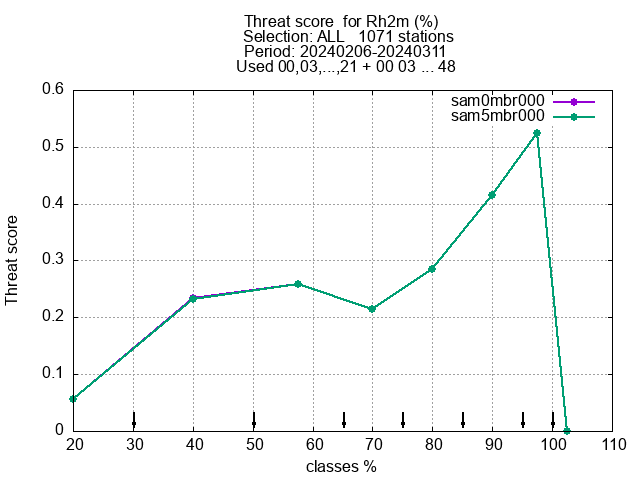 Threat score  for Rh2m (%)
Selection: ALL   1071 stations
Period: 20240206-20240311
Used 00,03,...,21 + 00 03 ... 48
sam0mbr000
sam5mbr000
0.6
0.5
0.4
0.3
0.2
0.1
0
Threat score
20 30 40 50 60 70 80 90 100 110
classes %